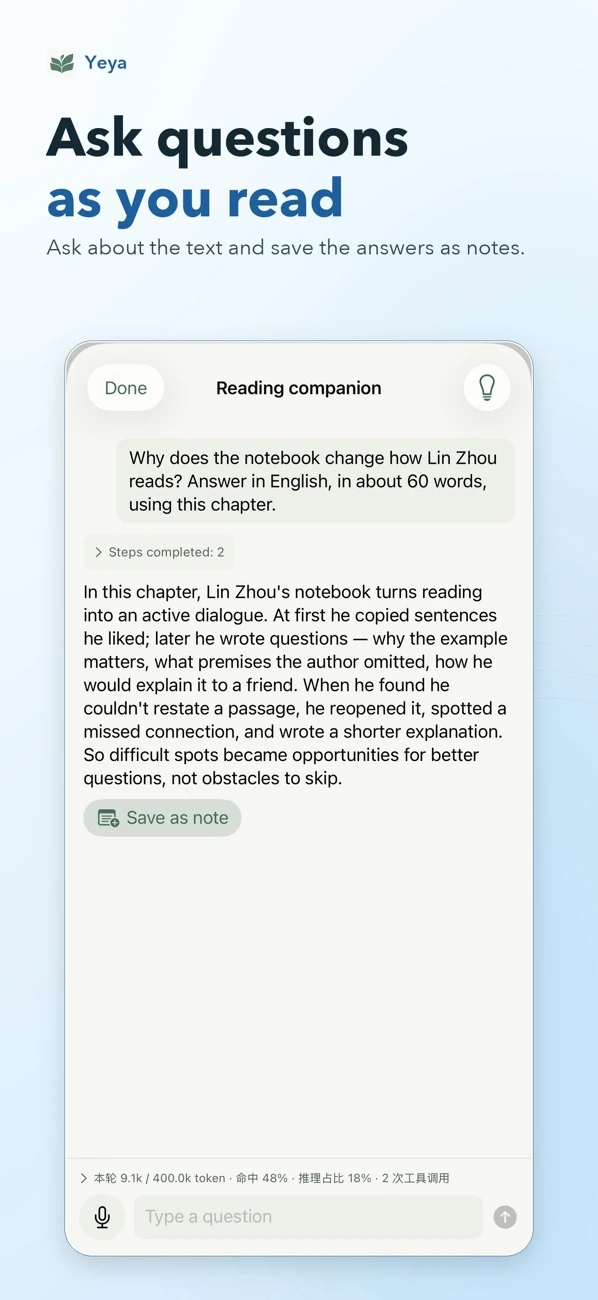 Yeya
Ask questions
as you read
Ask about the text and save the answers as notes.
Done
Reading companion
Why does the notebook change how Lin Zhou
reads? Answer in English, in about 60 words,
using this chapter.
Steps completed: 2
In this chapter, Lin Zhou's notebook turns reading
into an active dialogue. At first he copied sentences
he liked; later he wrote questions — why the example
matters, what premises the author omitted, how he
would explain it to a friend. When he found he
couldn't restate a passage, he reopened it, spotted a
missed connection, and wrote a shorter explanation.
So difficult spots became opportunities for better
questions, not obstacles to skip.
Save as note
本轮 9.1k / 400.0k token · 命中 48% · 推理占比 18% · 2 次工具调用
Type a question